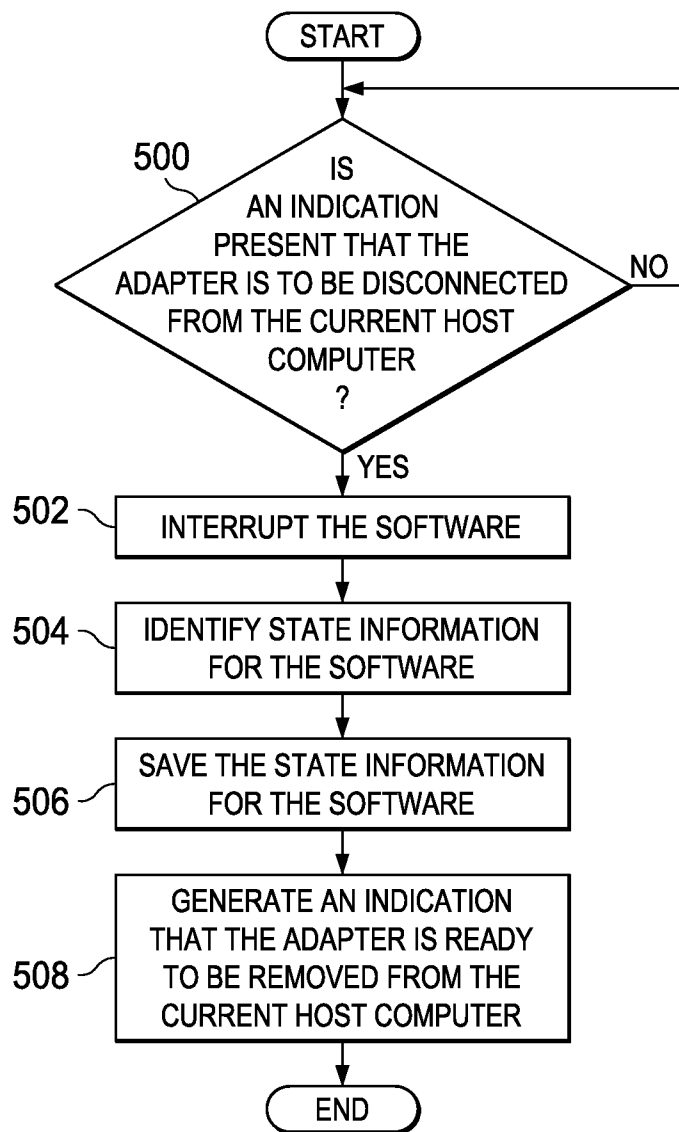 START
500
IS
AN INDICATION
PRESENT THAT THE
ADAPTER IS TO BE DISCONNECTED
FROM THE CURRENT HOST
COMPUTER
?
NO
YES
502
INTERRUPT THE SOFTWARE
504
IDENTIFY STATE INFORMATION
FOR THE SOFTWARE
506
SAVE THE STATE INFORMATION
FOR THE SOFTWARE
508
GENERATE AN INDICATION
THAT THE ADAPTER IS READY
TO BE REMOVED FROM THE
CURRENT HOST COMPUTER
END